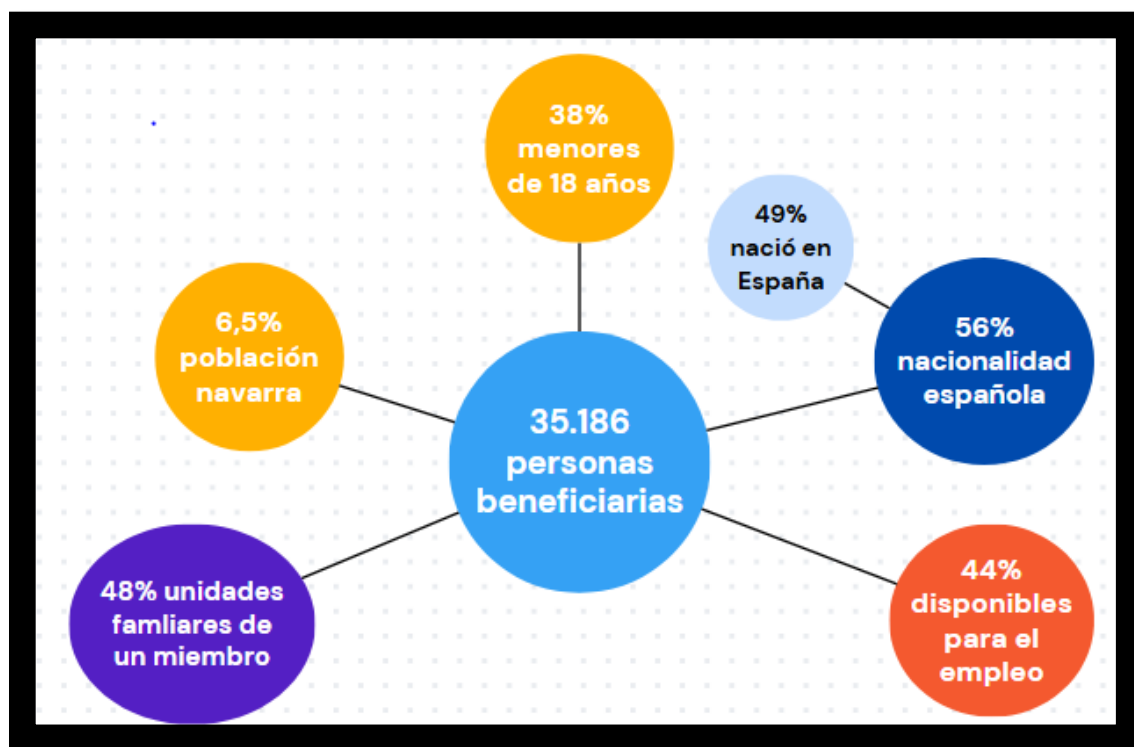 38%
menores
de 18 años
49%
nació en
España
6,5%
población
navarra
56%
nacionalidad
española
35.186
personas
beneficiarias
48% unidades
famliares de
un miembro
44%
disponibles
para el
empleo